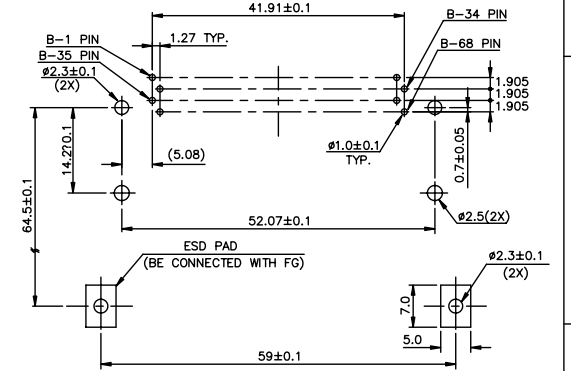 41.91±0.1
B-34 PIN
B-1 PIN
1.27 TYP.
B-68 PIN
B-35 PIN
ø2.3±0.1
(2X)
1.905
1.905
1.905
14.2?0.1
(5.08)
ø1.0±0.1
TYP.
0.7±0.05
64.5±0.1
52.07±0.1
ø2.5(2X)
ESD PAD
(BE CONNECTED WITH FG)
ø2.3±0.1
(2X)
7.0
5.0
59±0.1